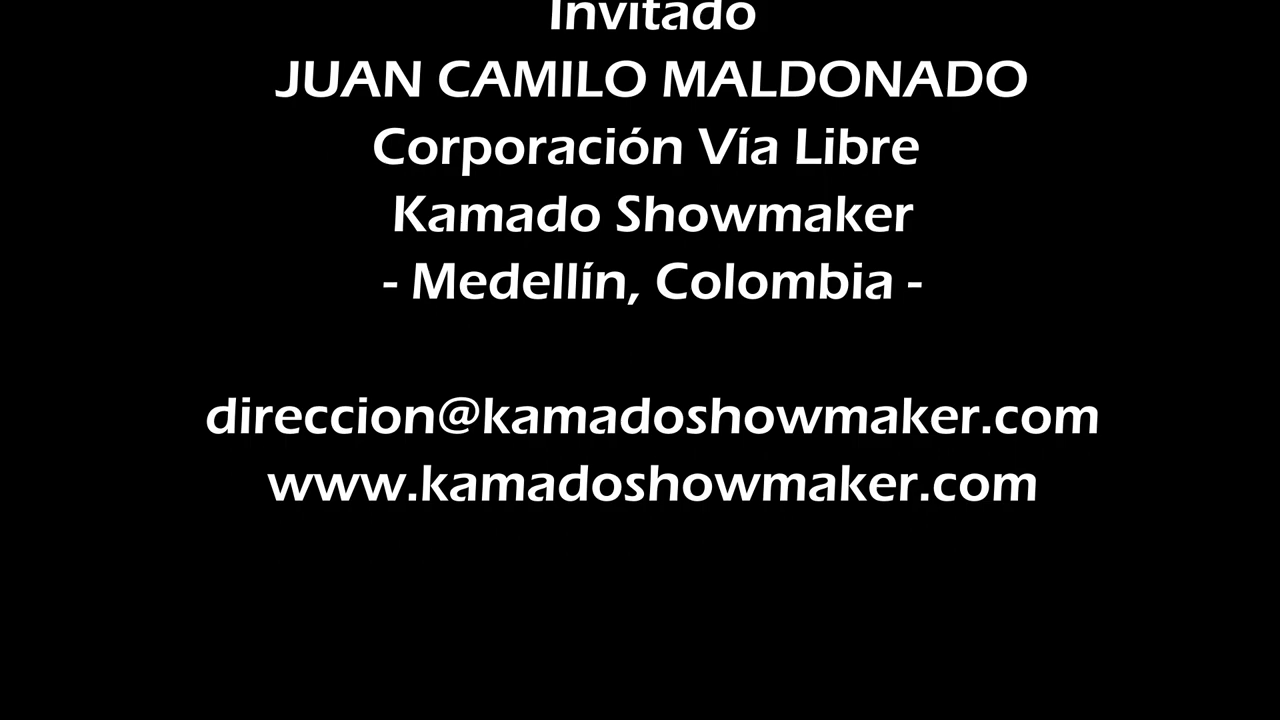 Invitado
JUAN CAMILO MALDONADO
Corporación Vía Libre
Kamado Showmaker
- Medellín, Colombia -
direccion@kamadoshowmaker.com
www.kamadoshowmaker.com